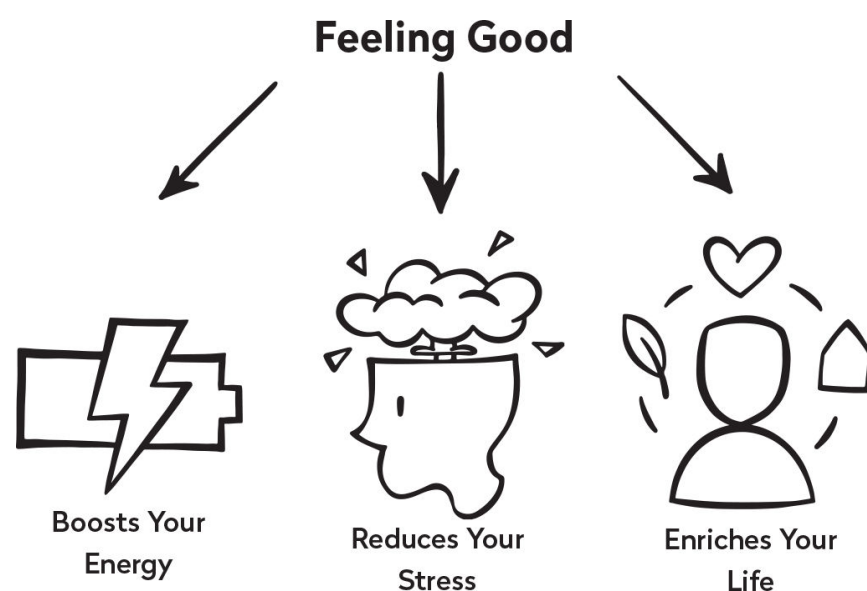 Feeling Good
Boosts Your
Energy
Reduces Your
Stress
Enriches Your
Life